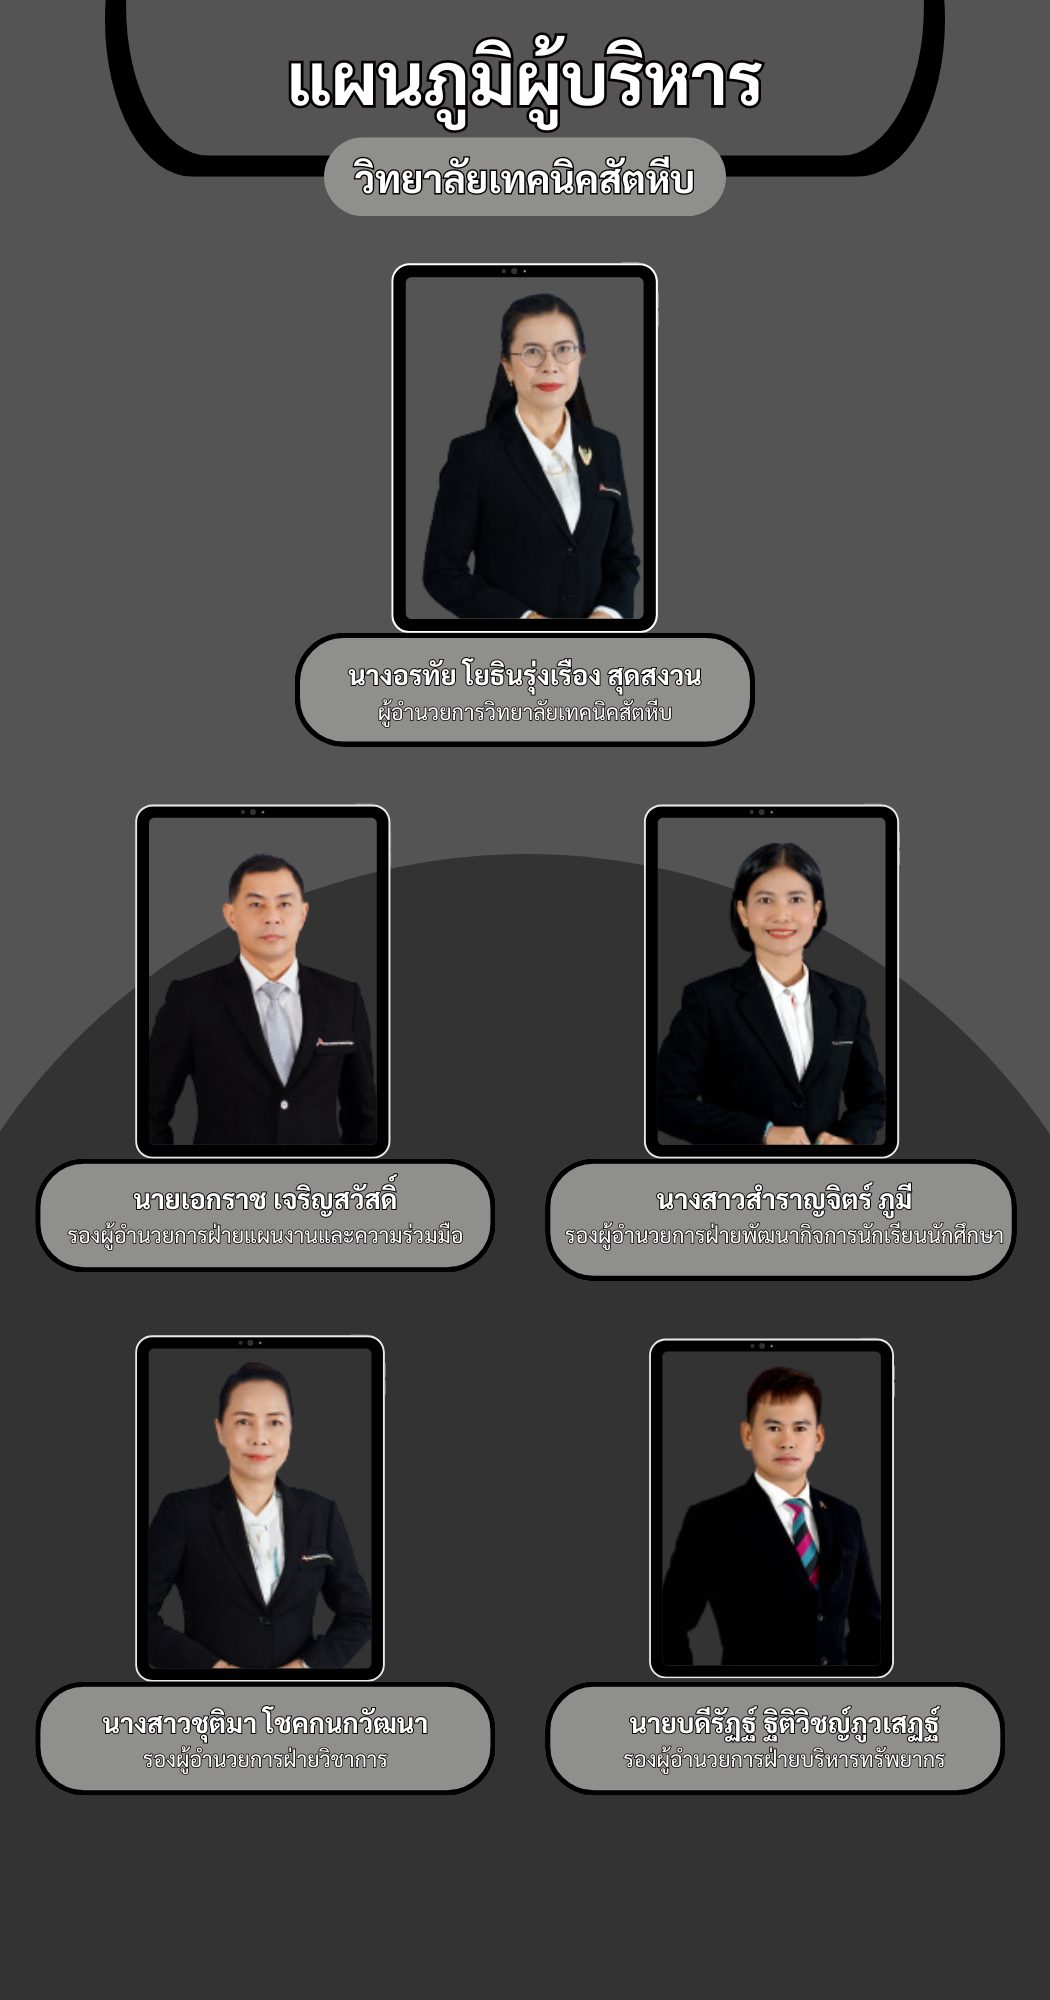 แผนภูมิผู้บริหาร
วิทยาลัยเทคนิคสัตหีบ
นางอรทัย โยธินรุ่งเรือง สุดสงวน
ผู้อำนวยการวิทยาลัยเทคนิคสัตหีบ
นายเอกราช เจริญสวัสดิ์
รองผู้อำนวยการฝ่ายแผนงานและความร่วมมือ
นางสาวสำราญจิตร์ ภูมี
รองผู้อำนวยการฝ่ายพัฒนากิจการนักเรียนนักศึกษา
นางสาวชุติมา โชคกนกวัฒนา
รองผู้อำนวยการฝ่ายวิชาการ
นายบดีรัฏฐ์ ฐิติวิชญ์ภูวเสฏฐ์
รองผู้อำนวยการฝ่ายบริหารทรัพยากร